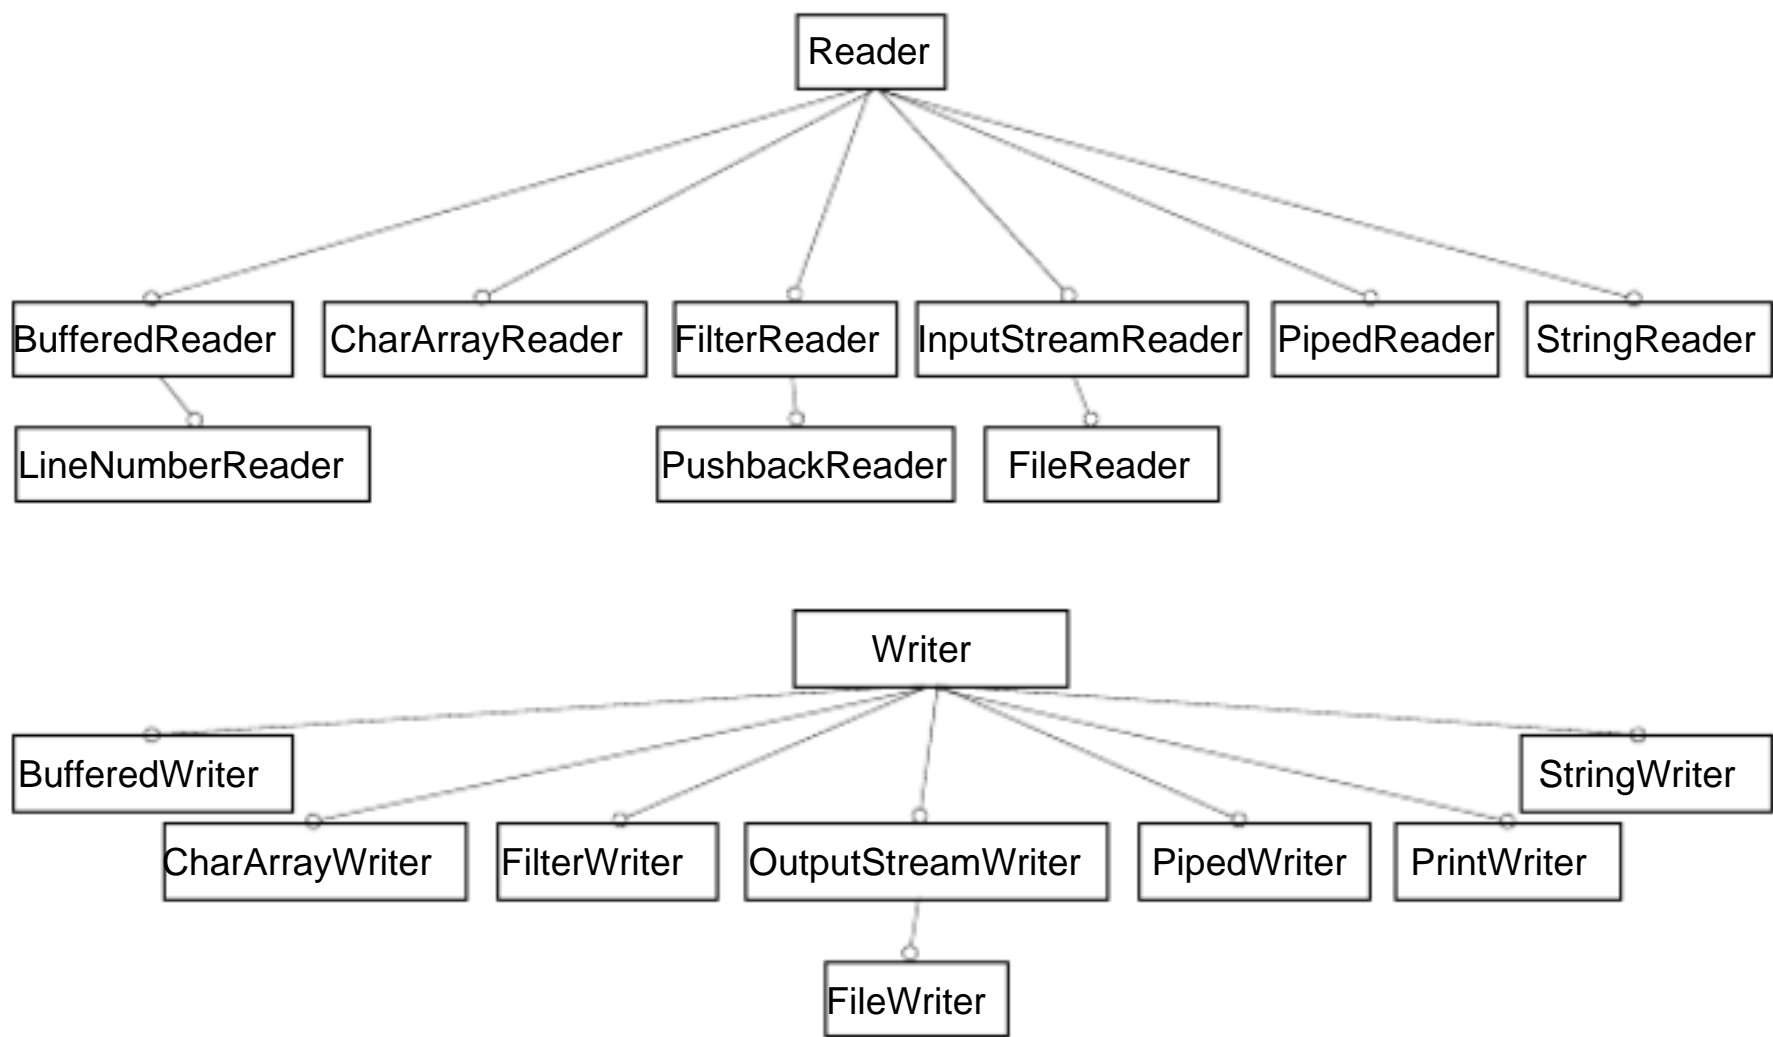 Reader
BufferedReader
CharArrayReader
FilterReader
InputStreamReader
PipedReader
StringReader
LineNumberReader
PushbackReader
FileReader
Writer
BufferedWriter
StringWriter
CharArrayWriter
FilterWriter
OutputStreamWriter
PipedWriter
PrintWriter
FileWriter